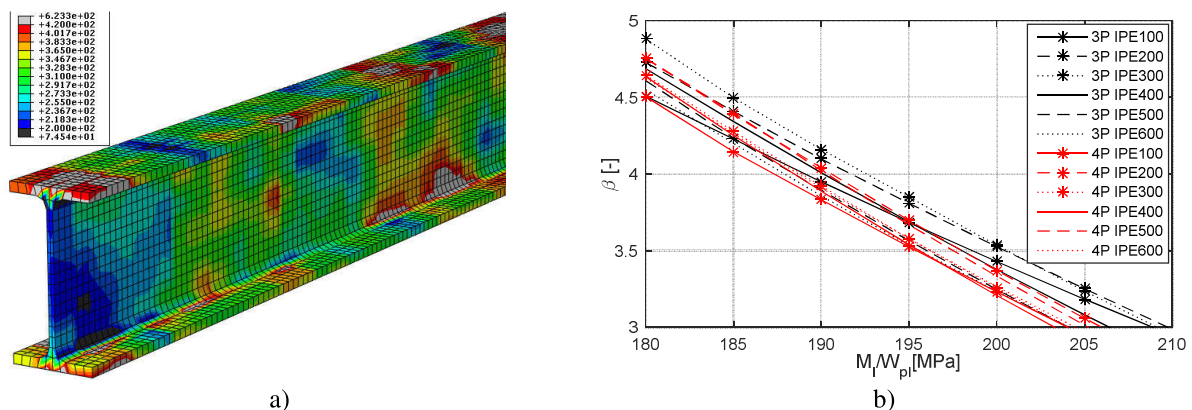 +6.233e+02
+4.200e+02
+4.017e+02
+3.833e+02
+3.650e+02
+3.467e+02
+3.283e+02
+3.100e+02
+2.917e+02
+2.733e+02
+2.550e+02
+2.367e+02
+2.183e+02
+2.000e+02
+7.454e+01
a)
5
4.5
4
3.5
3
β [-]
180 185 190 195 200 205 210
M_l/W_pl[MPa]
3P IPE100
3P IPE200
3P IPE300
3P IPE400
3P IPE500
3P IPE600
4P IPE100
4P IPE200
4P IPE300
4P IPE400
4P IPE500
4P IPE600
b)